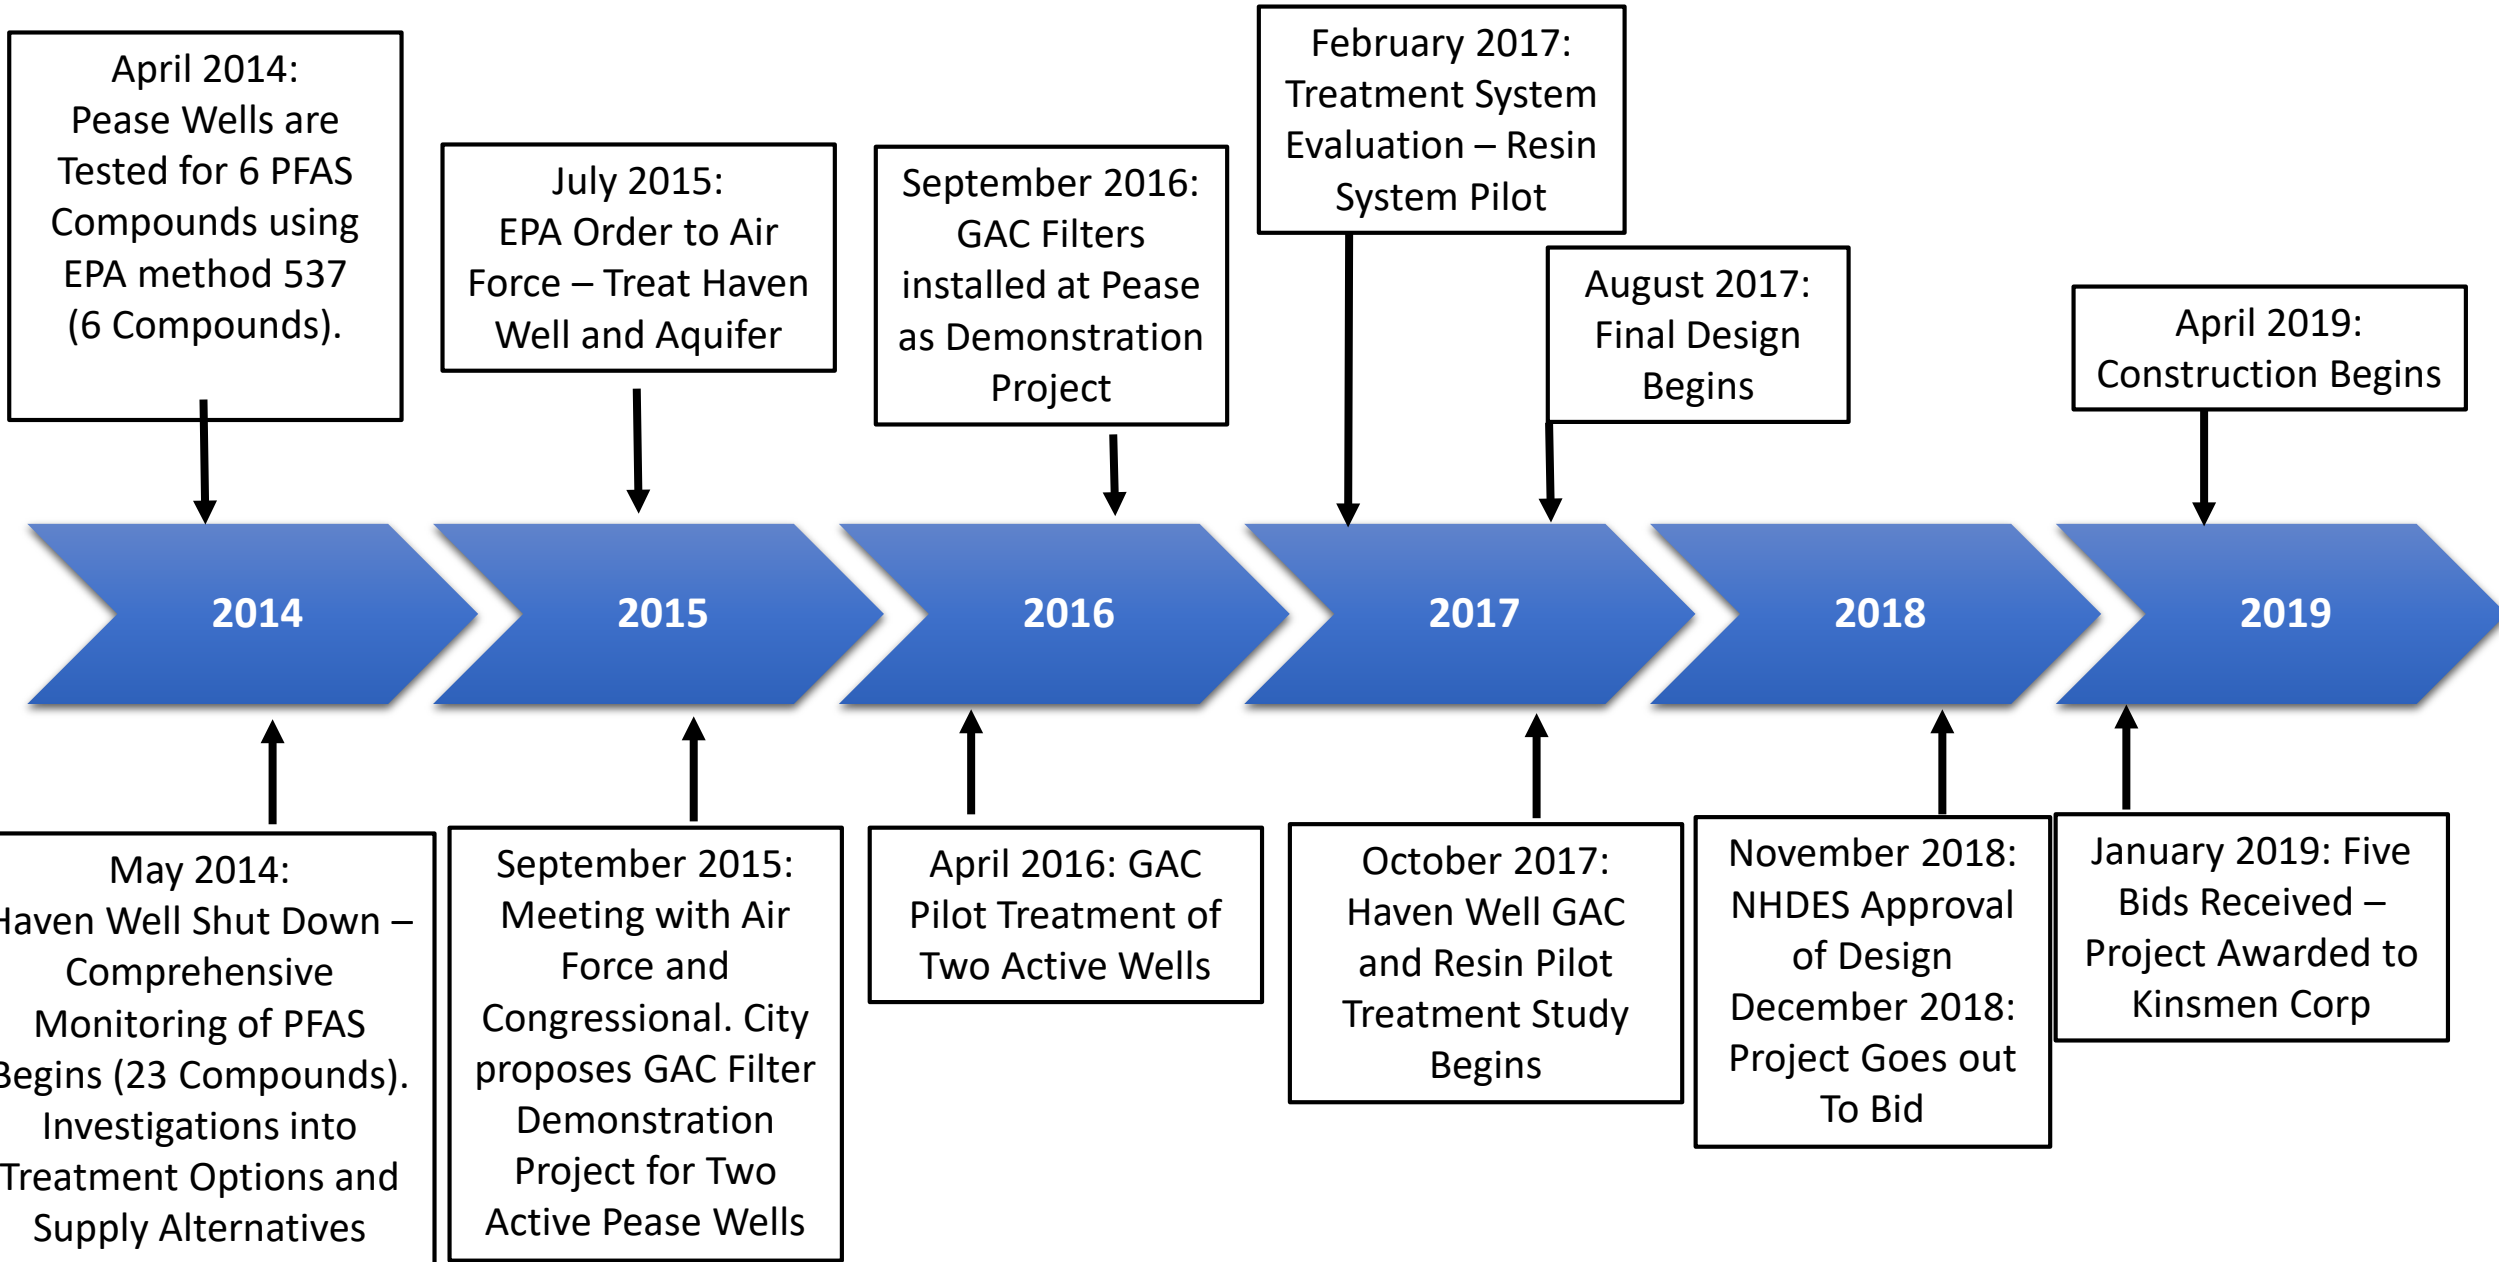 April 2014:
Pease Wells are
Tested for 6 PFAS
Compounds using
EPA method 537
(6 Compounds).
July 2015:
EPA Order to Air
Force – Treat Haven
Well and Aquifer
September 2016:
GAC Filters
installed at Pease
as Demonstration
Project
February 2017:
Treatment System
Evaluation – Resin
System Pilot
August 2017:
Final Design
Begins
April 2019:
Construction Begins
2014
2015
2016
2017
2018
2019
May 2014:
Haven Well Shut Down –
Comprehensive
Monitoring of PFAS
Begins (23 Compounds).
Investigations into
Treatment Options and
Supply Alternatives
September 2015:
Meeting with Air
Force and
Congressional. City
proposes GAC Filter
Demonstration
Project for Two
Active Pease Wells
April 2016: GAC
Pilot Treatment of
Two Active Wells
October 2017:
Haven Well GAC
and Resin Pilot
Treatment Study
Begins
November 2018:
NHDES Approval
of Design
December 2018:
Project Goes out
To Bid
January 2019: Five
Bids Received –
Project Awarded to
Kinsmen Corp